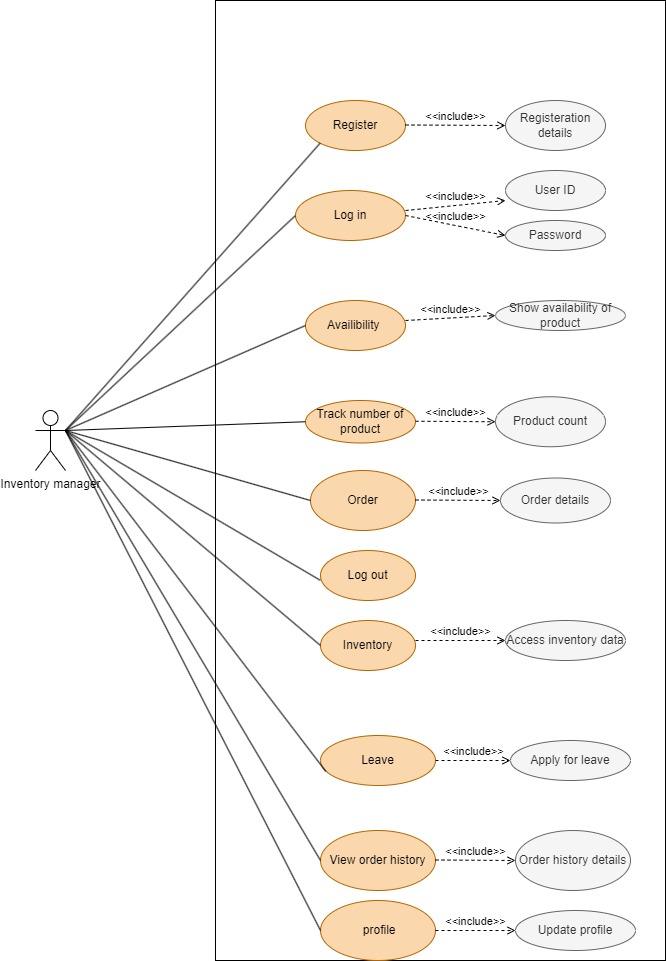 Register
<<include>>
Registeration
details
Log in
<<include>>
User ID
<<include>>
Password
Availibility
<<include>>
Show availability of
product
Track number of
product
<<include>>
Product count
Inventory manager
Order
<<include>>
Order details
Log out
Inventory
<<include>>
Access inventory data
Leave
<<include>>
Apply for leave
View order history
<<include>>
Order history details
profile
<<include>>
Update profile